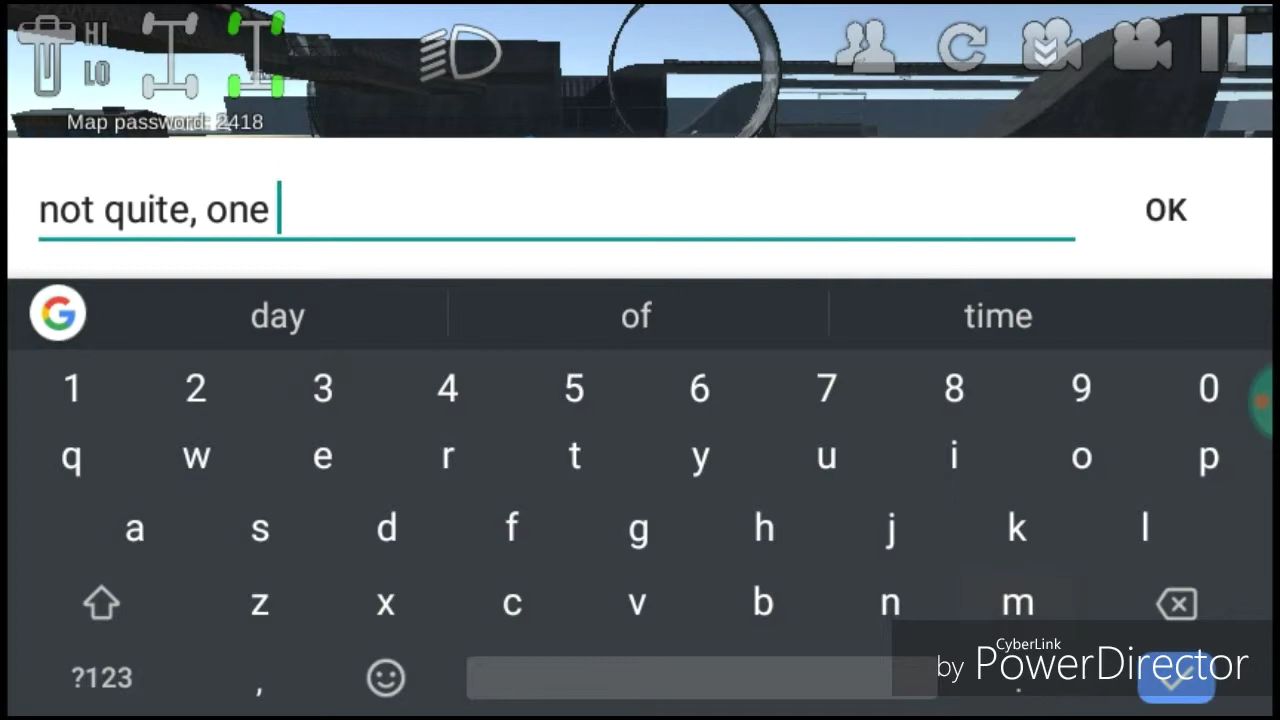 HI
LO
Map password: 2418
not quite, one
OK
day of time
1 2 3 4 5 6 7 8 9 0
q w e r t y u i o p
a s d f g h j k l
z x c v b n m
?123 , .
CyberLink
by PowerDirector